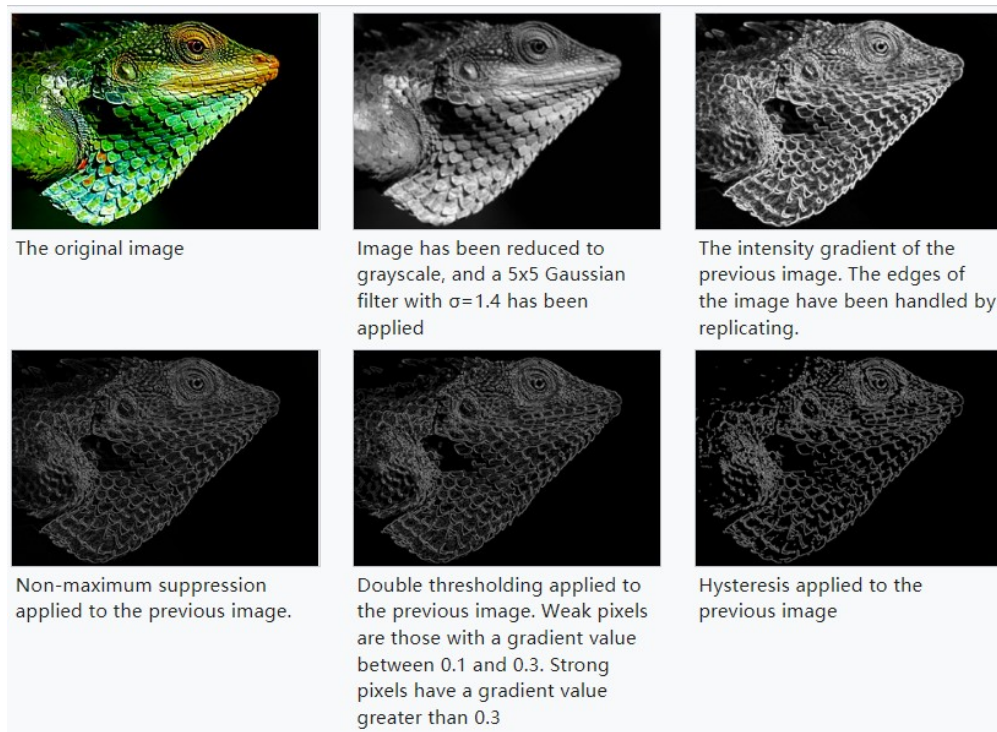 The original image
Image has been reduced to
grayscale, and a 5x5 Gaussian
filter with σ=1.4 has been
applied
The intensity gradient of the
previous image. The edges of
the image have been handled by
replicating.
Non-maximum suppression
applied to the previous image.
Double thresholding applied to
the previous image. Weak pixels
are those with a gradient value
between 0.1 and 0.3. Strong
pixels have a gradient value
greater than 0.3
Hysteresis applied to the
previous image